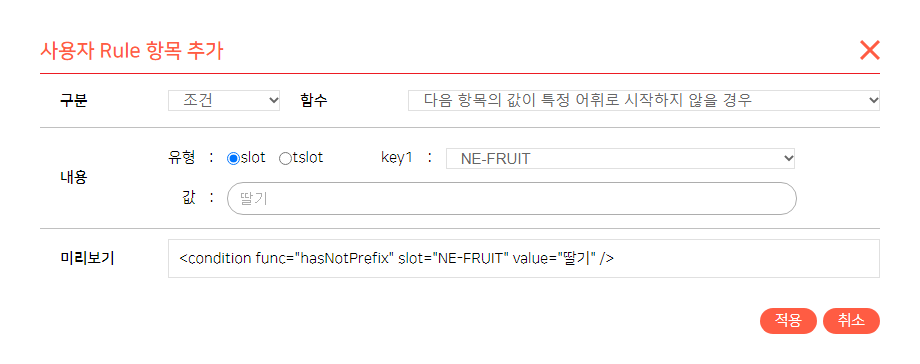 사용자 Rule 항목 추가
구분 조건 함수 다음 항목의 값이 특정 어휘로 시작하지 않을 경우
유형 : slot tslot key1 : NE-FRUIT
내용
값 : 딸기
미리보기 <condition func="hasNotPrefix" slot="NE-FRUIT" value="딸기" />
적용 취소